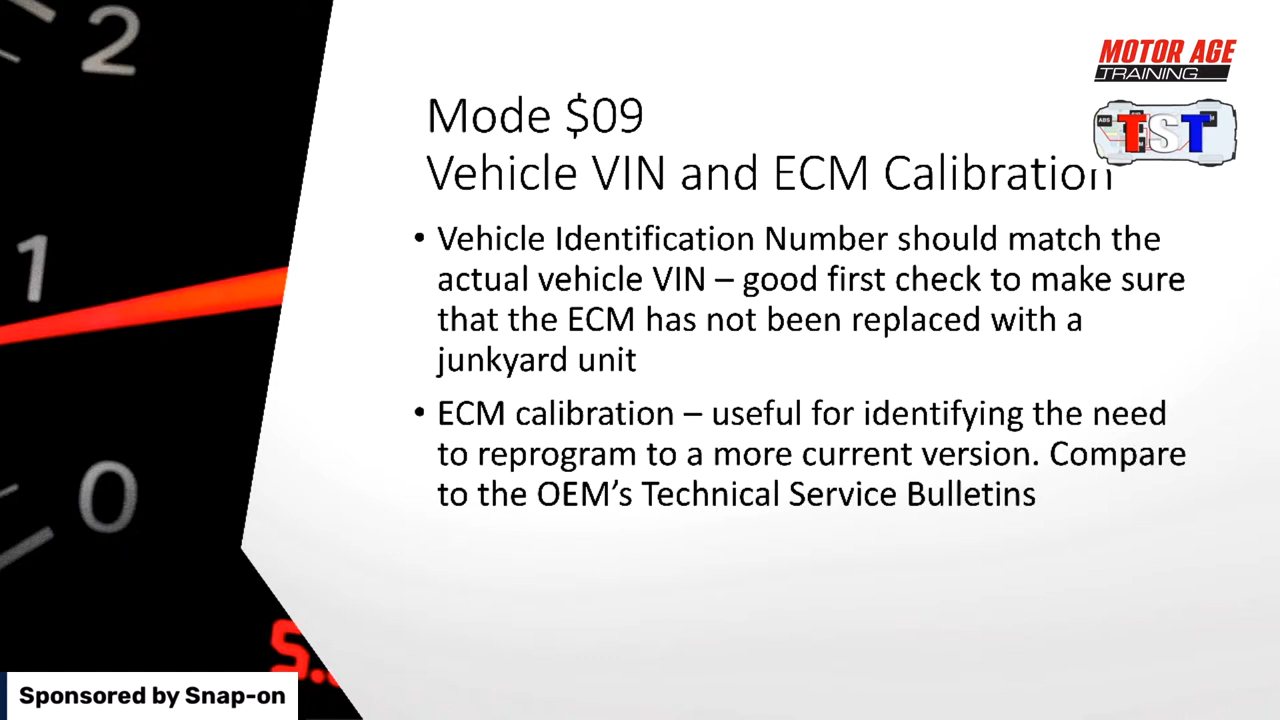 2
1
0
5.
MOTOR AGE
TRAINING
ABS
TST
Mode $09
Vehicle VIN and ECM Calibration
• Vehicle Identification Number should match the
actual vehicle VIN – good first check to make sure
that the ECM has not been replaced with a
junkyard unit
• ECM calibration – useful for identifying the need
to reprogram to a more current version. Compare
to the OEM’s Technical Service Bulletins
Sponsored by Snap-on